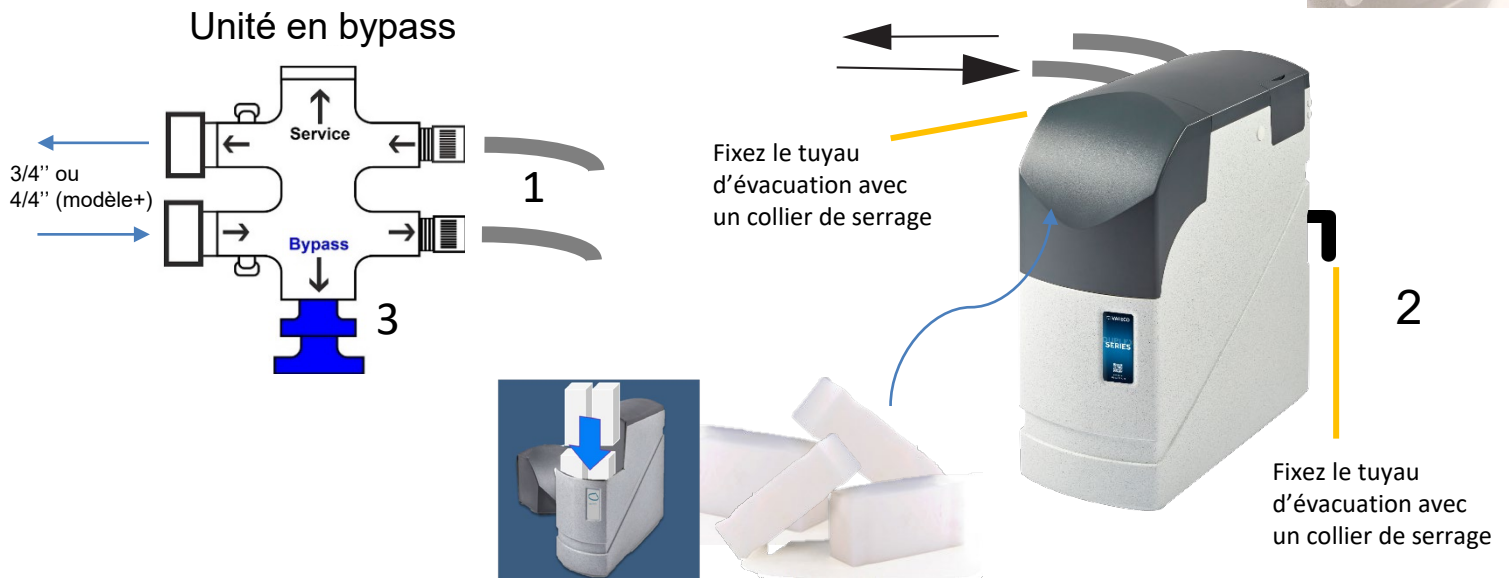 Unité en bypass
Service
3/4’’ ou
4/4’’ (modèle+)
1
Bypass
3
Fixez le tuyau
d’évacuation avec
un collier de serrage
2
SERIES
Fixez le tuyau
d’évacuation avec
un collier de serrage